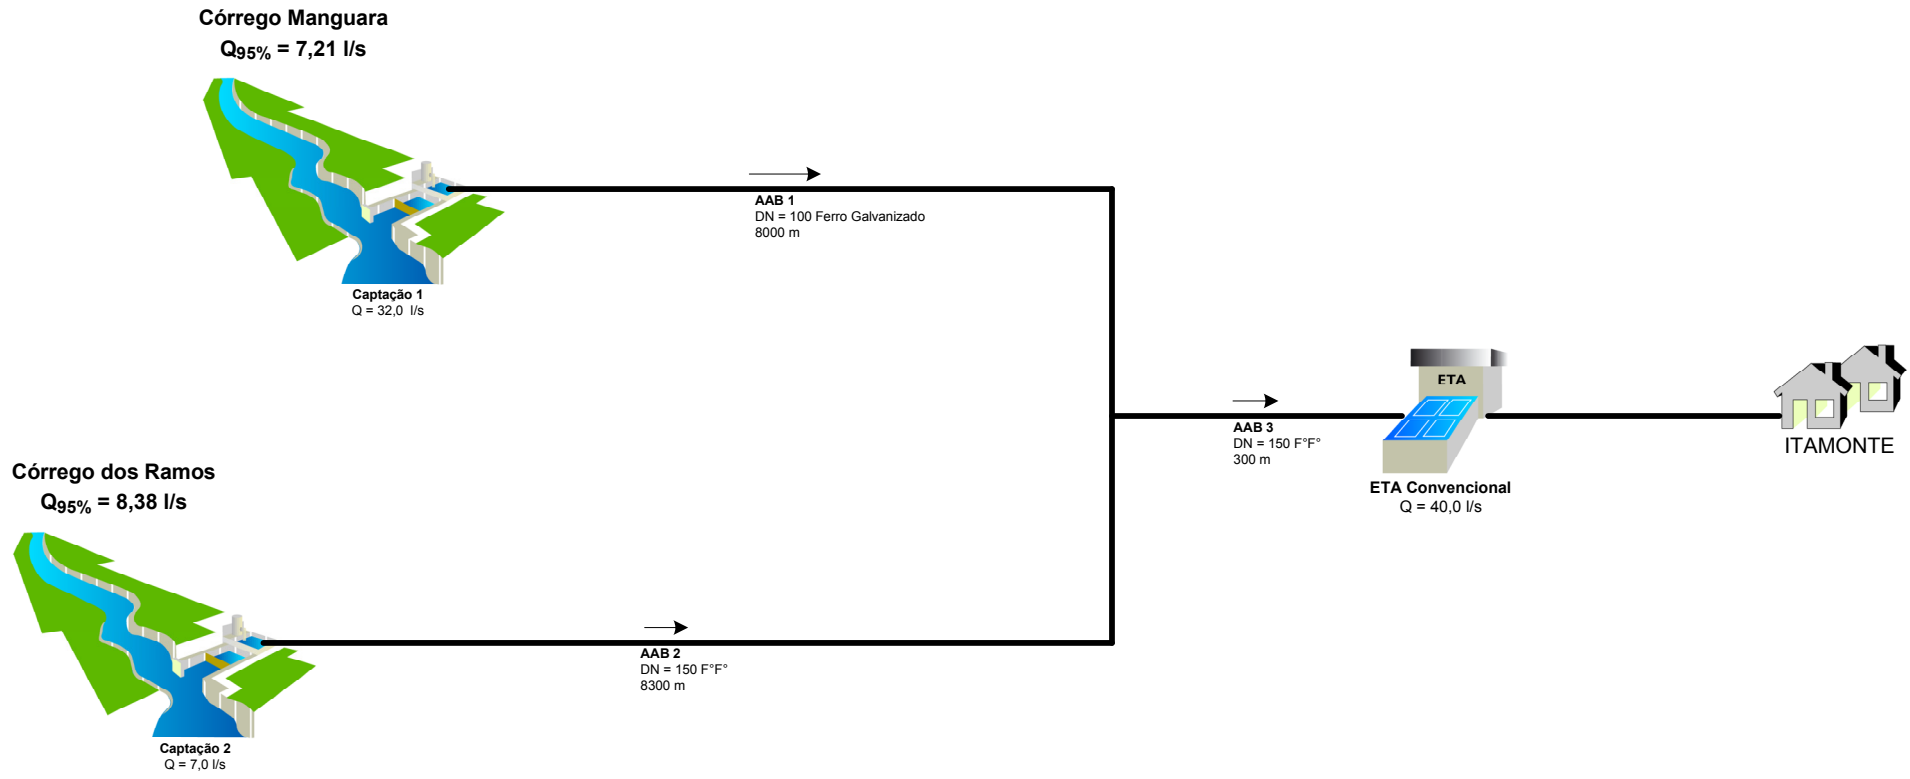 Córrego Manguara
Q95% = 7,21 l/s
AAB 1
DN = 100 Ferro Galvanizado
8000 m
Captação 1
Q = 32,0 l/s
ETA
AAB 3
DN = 150 F°F°
300 m
ITAMONTE
ETA Convencional
Q = 40,0 l/s
Córrego dos Ramos
Q95% = 8,38 l/s
AAB 2
DN = 150 F°F°
8300 m
Captação 2
Q = 7,0 l/s